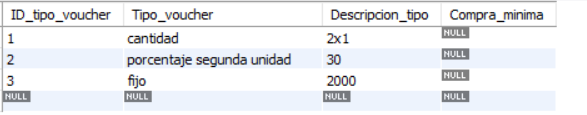 ID_tipo_voucher Tipo_voucher Descripcion_tipo Compra_minima
1 cantidad 2x1 NULL
2 porcentaje segunda unidad 30 NULL
3 fijo 2000 NULL
NULL NULL NULL NULL